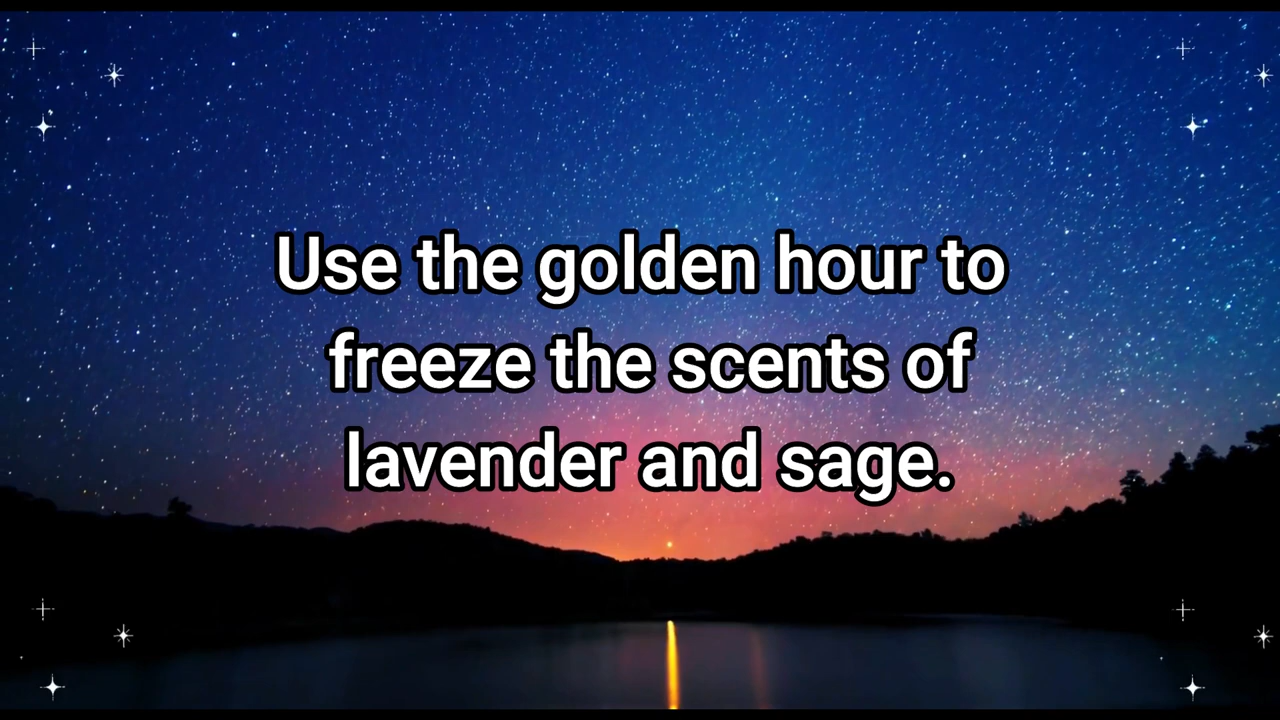 Use the golden hour to
freeze the scents of
lavender and sage.